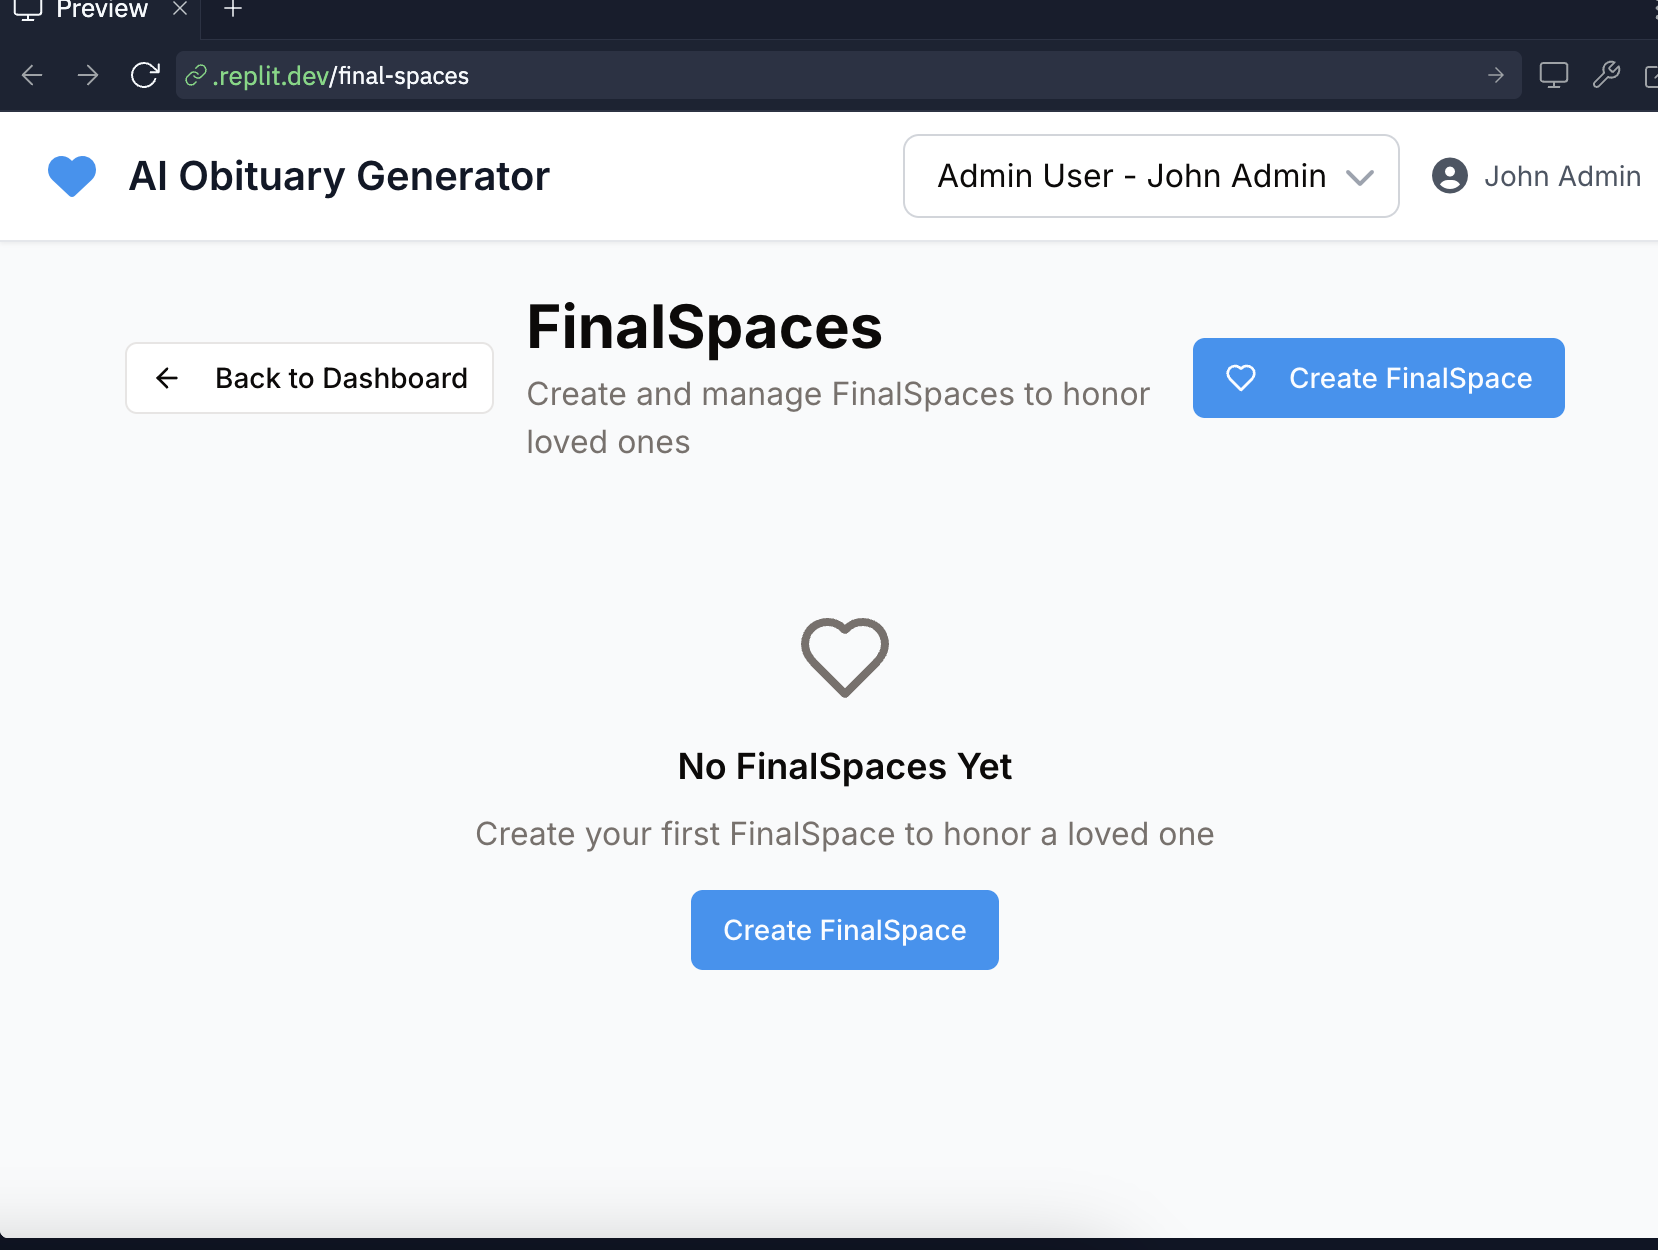 Preview
.replit.dev/final-spaces
AI Obituary Generator
Admin User - John Admin
John Admin
Back to Dashboard
FinalSpaces
Create and manage FinalSpaces to honor
loved ones
Create FinalSpace
No FinalSpaces Yet
Create your first FinalSpace to honor a loved one
Create FinalSpace